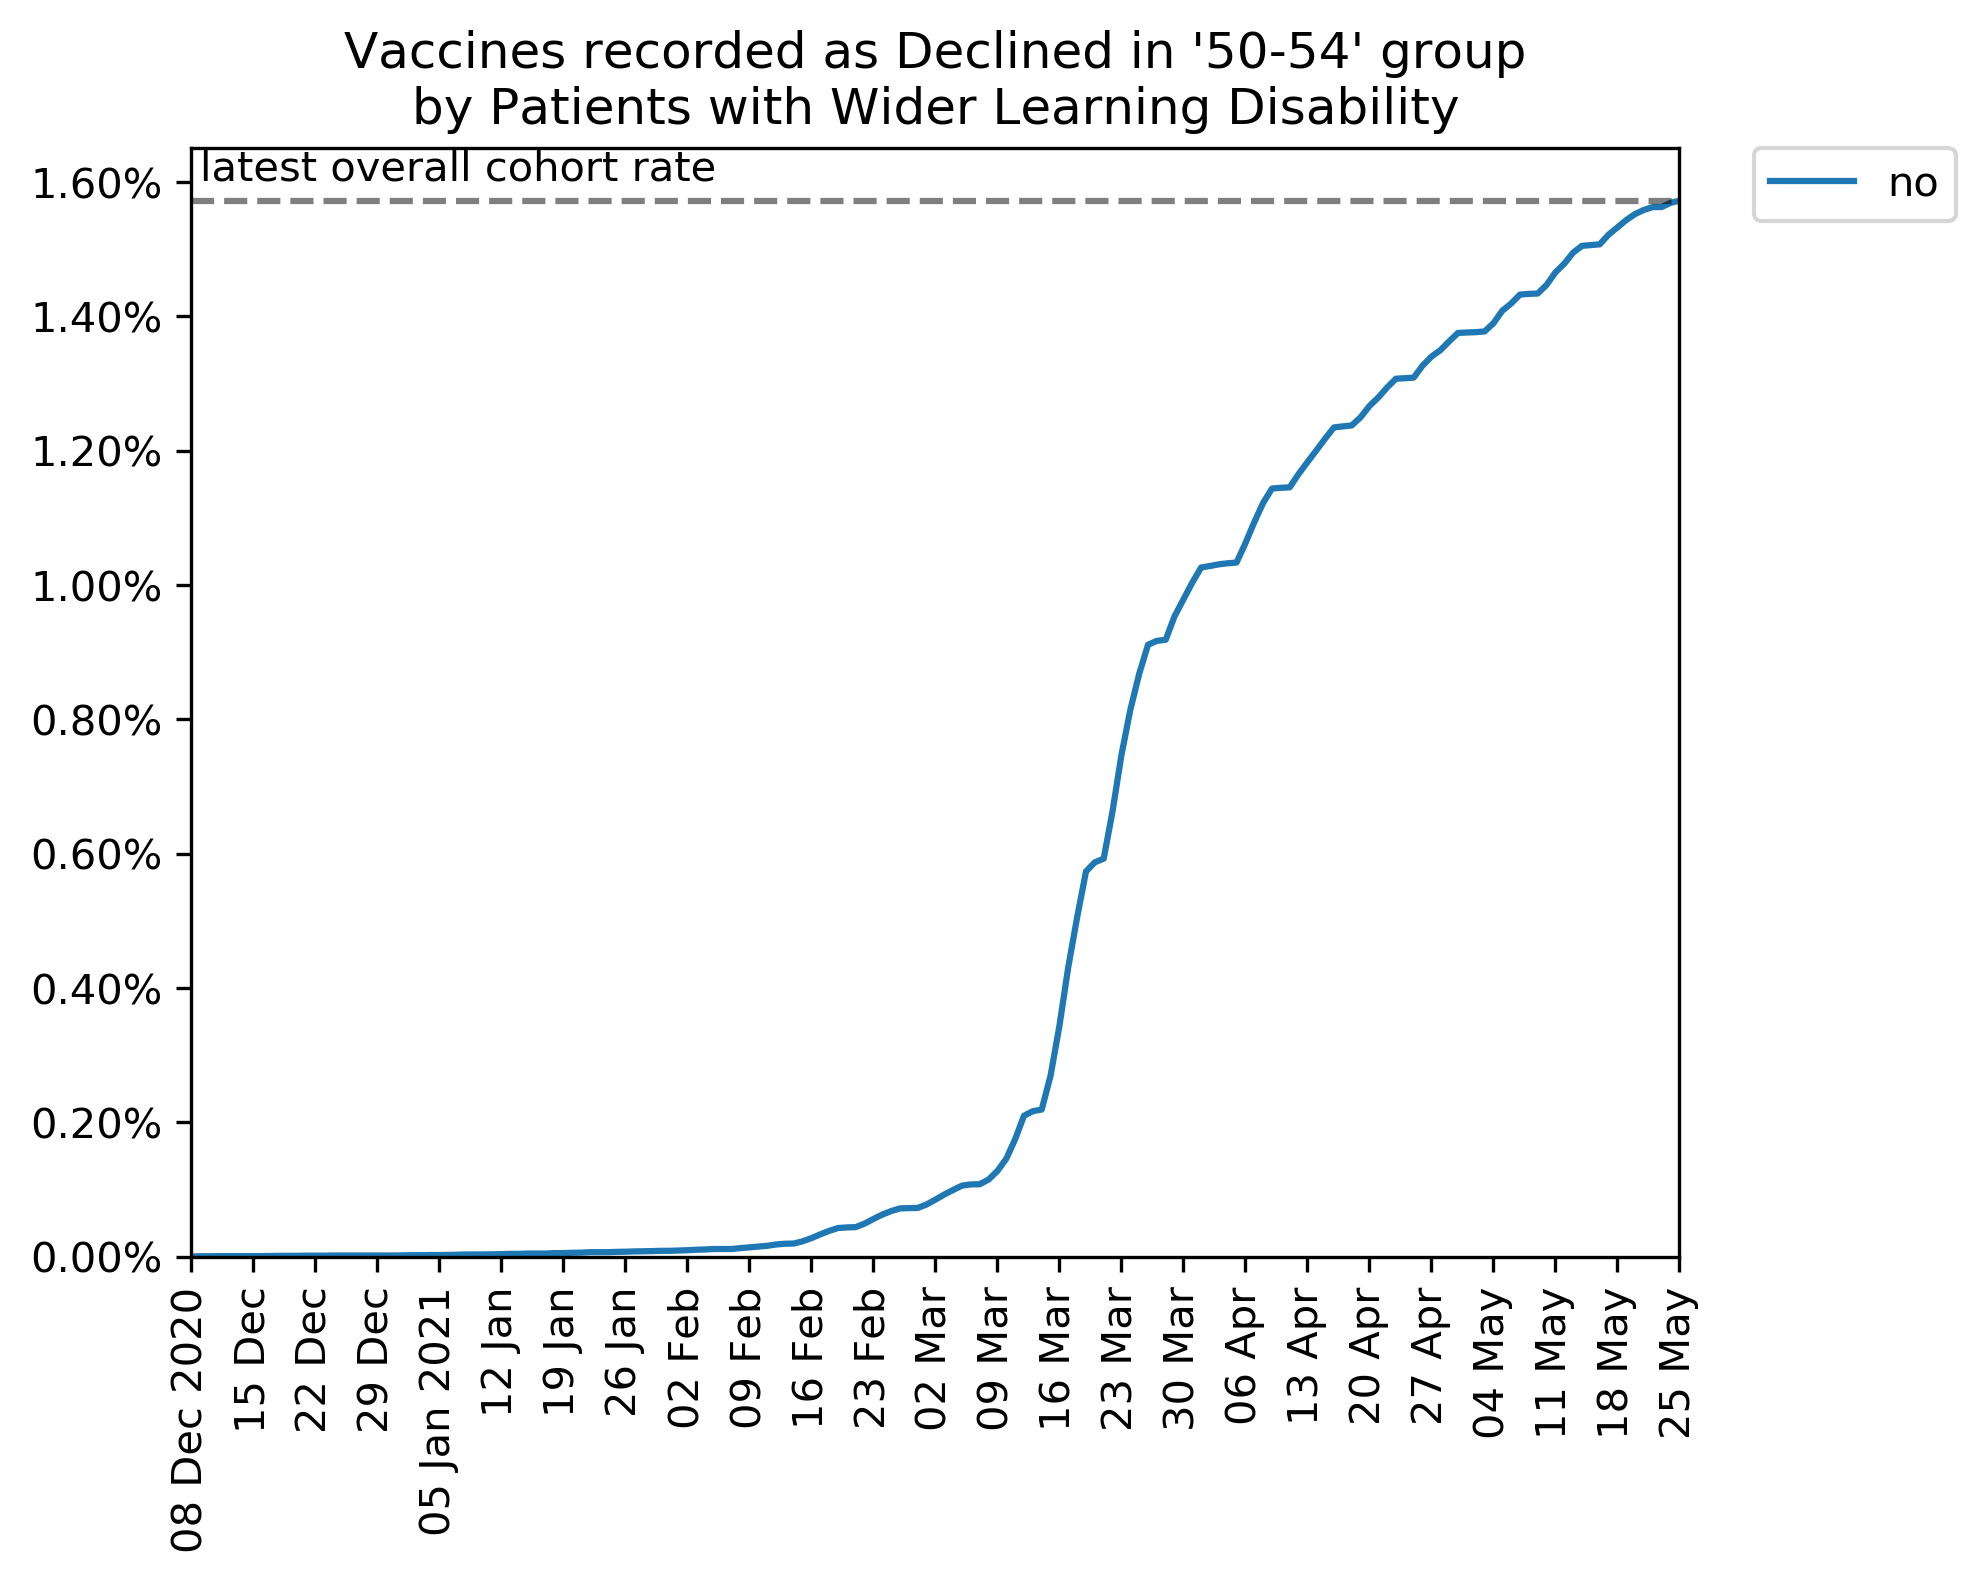 Vaccines recorded as Declined in '50-54' group
by Patients with Wider Learning Disability
latest overall cohort rate
no
1.60%
1.40%
1.20%
1.00%
0.80%
0.60%
0.40%
0.20%
0.00%
08 Dec 2020
15 Dec
22 Dec
29 Dec
05 Jan 2021
12 Jan
19 Jan
26 Jan
02 Feb
09 Feb
16 Feb
23 Feb
02 Mar
09 Mar
16 Mar
23 Mar
30 Mar
06 Apr
13 Apr
20 Apr
27 Apr
04 May
11 May
18 May
25 May